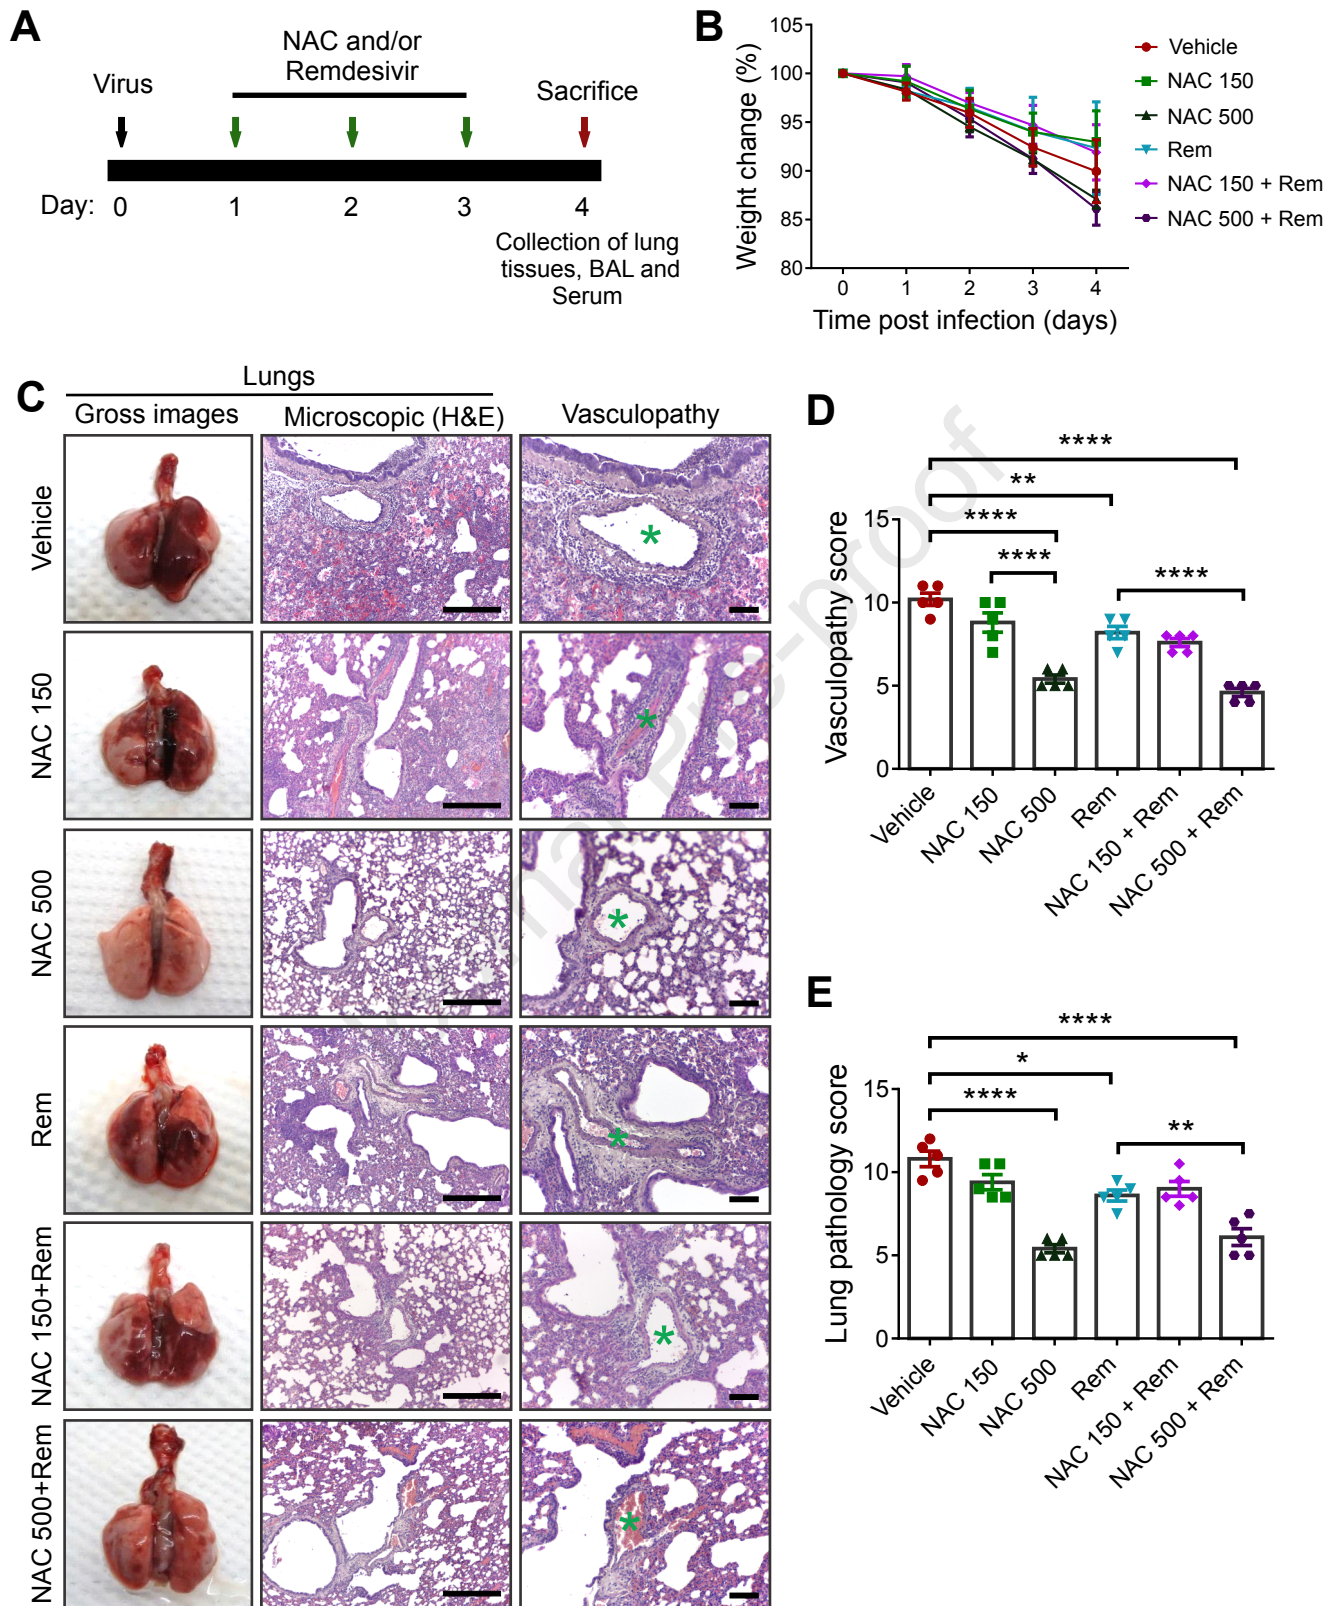 A
NAC and/or
Remdesivir
Virus
Sacrifice
Day: 0 1 2 3 4
Collection of lung
tissues, BAL and
Serum
B
Weight change (%)
105
100
95
90
85
80
0 1 2 3 4
Time post infection (days)
Vehicle
NAC 150
NAC 500
Rem
NAC 150 + Rem
NAC 500 + Rem
C
Lungs
Gross images
Microscopic (H&E)
Vasculopathy
Vehicle
*
NAC 150
*
NAC 500
*
Rem
*
NAC 150+Rem
*
NAC 500+Rem
*
D
****
**
****
****
****
Vasculopathy score
15
10
5
0
Vehicle
NAC 150
NAC 500
Rem
NAC 150 + Rem
NAC 500 + Rem
E
****
*
****
**
Lung pathology score
15
10
5
0
Vehicle
NAC 150
NAC 500
Rem
NAC 150 + Rem
NAC 500 + Rem
Pre-proof